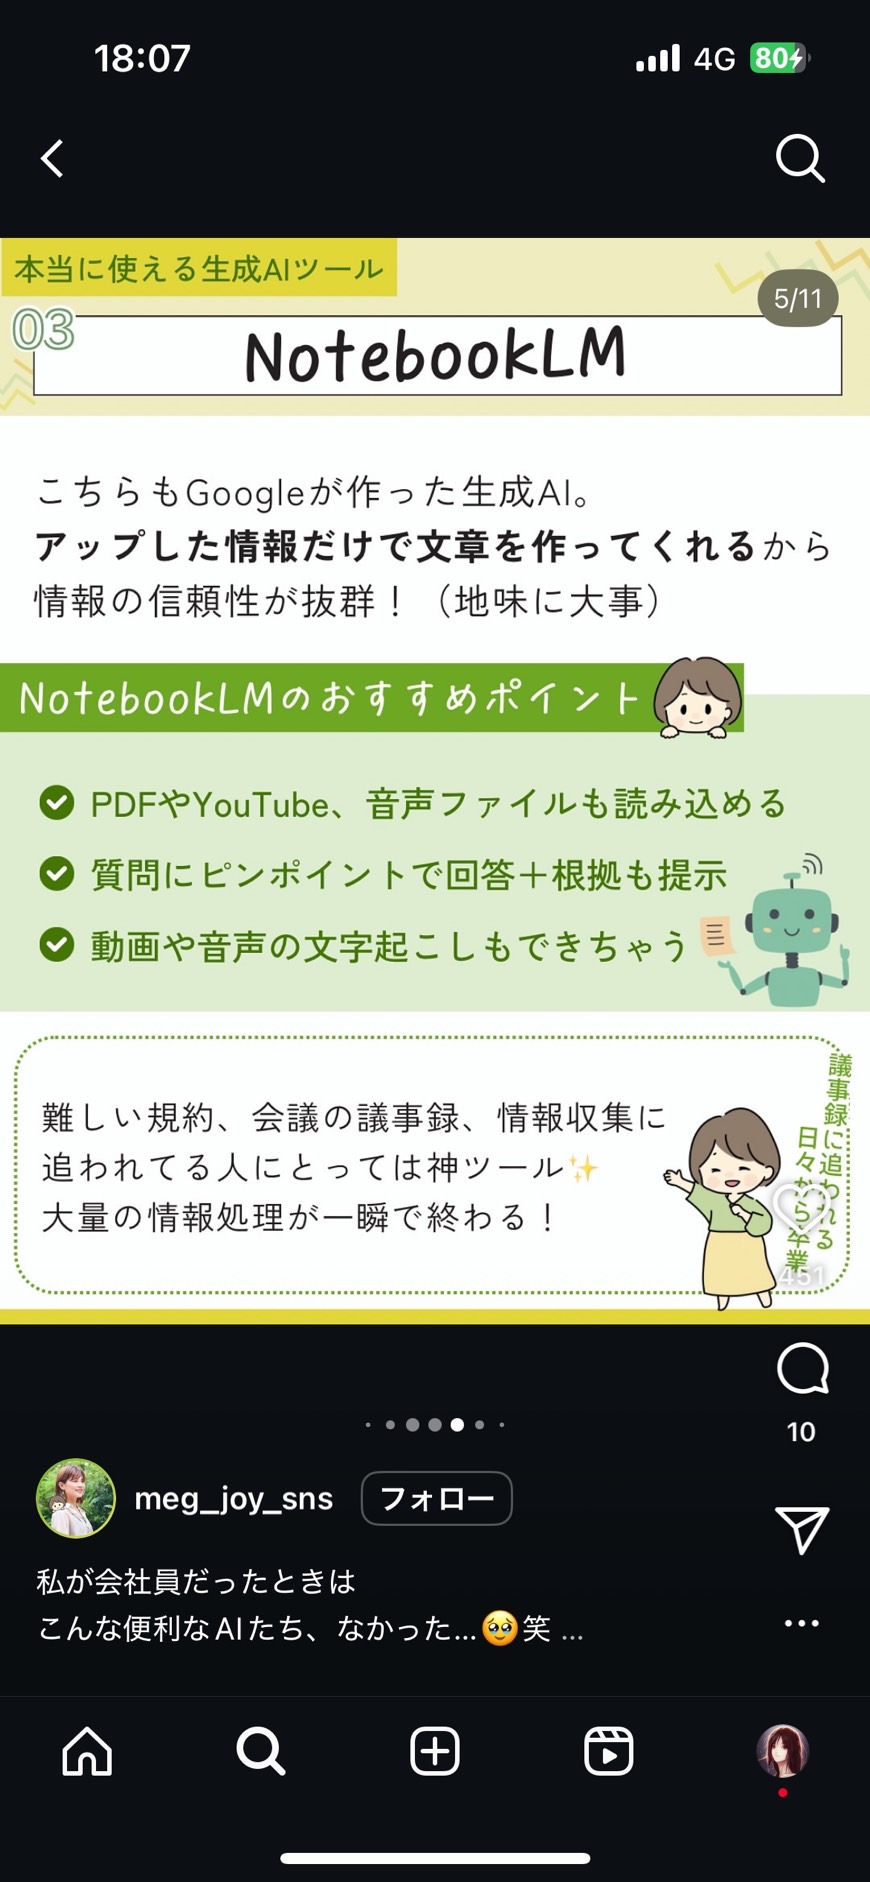 18:07
4G
80
本当に使える生成AIツール
5/11
03
NotebookLM
こちらもGoogleが作った生成AI。
アップした情報だけで文章を作ってくれるから
情報の信頼性が抜群！（地味に大事）
NotebookLMのおすすめポイント
PDFやYouTube、音声ファイルも読み込める
質問にピンポイントで回答＋根拠も提示
動画や音声の文字起こしもできちゃう
難しい規約、会議の議事録、情報収集に
追われてる人にとっては神ツール✨
大量の情報処理が一瞬で終わる！
議事録に追われる
日々から卒業
451
10
meg_joy_sns
フォロー
私が会社員だったときは
こんな便利なAIたち、なかった...🥹笑 ...